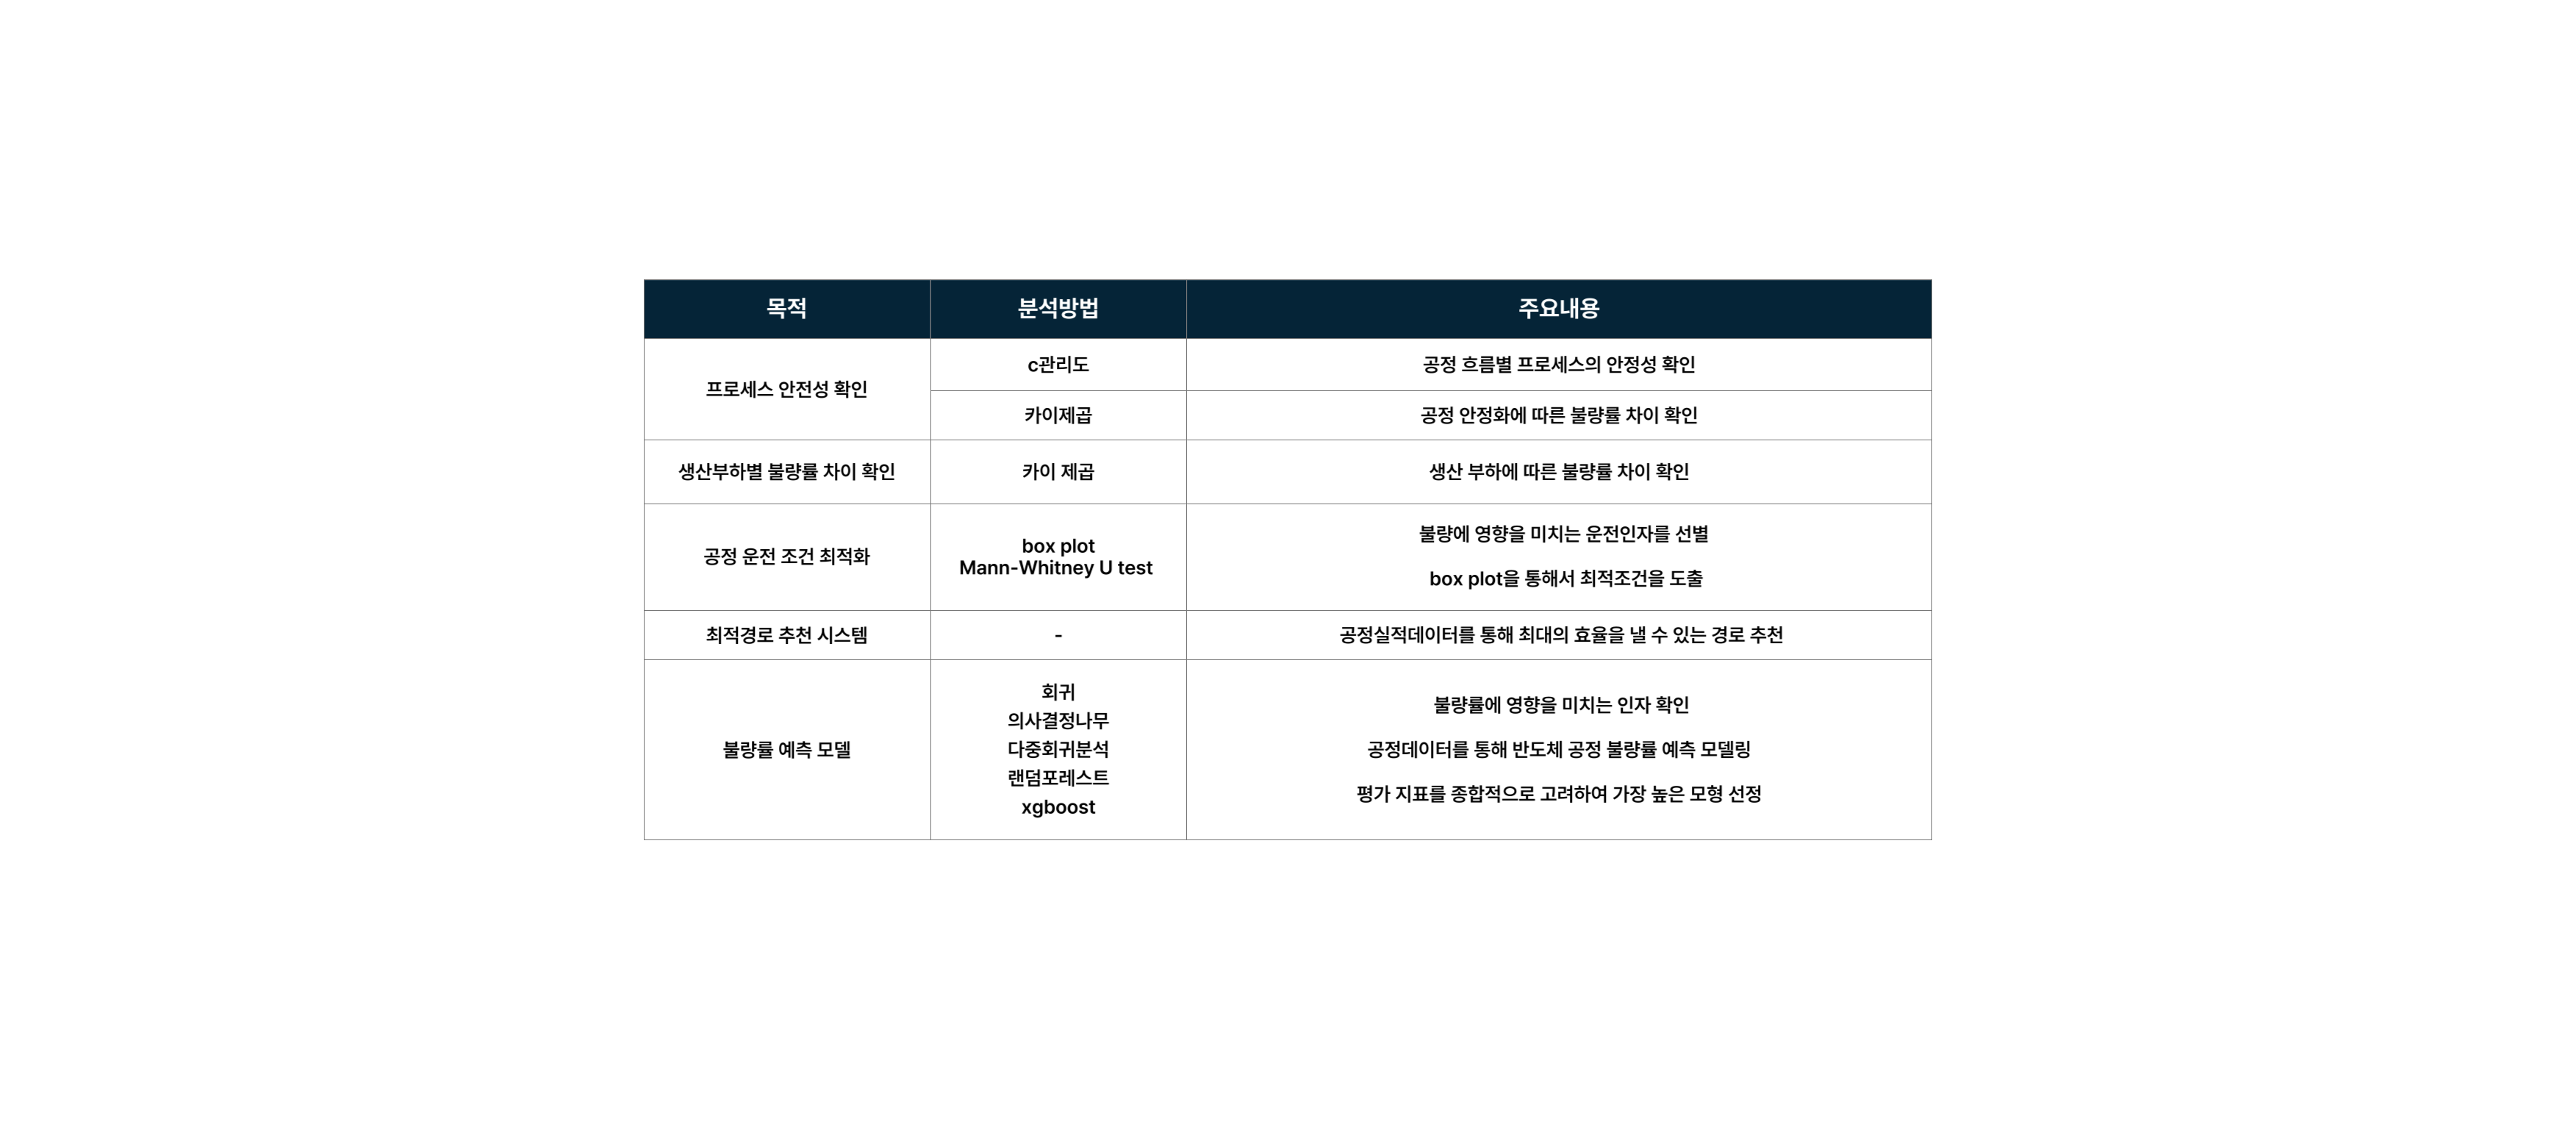 목적
분석방법
주요내용
프로세스 안전성 확인
c관리도
공정 흐름별 프로세스의 안정성 확인
카이제곱
공정 안정화에 따른 불량률 차이 확인
생산부하별 불량률 차이 확인
카이 제곱
생산 부하에 따른 불량률 차이 확인
공정 운전 조건 최적화
box plot
Mann-Whitney U test
불량에 영향을 미치는 운전인자를 선별
box plot을 통해서 최적조건을 도출
최적경로 추천 시스템
-
공정실적데이터를 통해 최대의 효율을 낼 수 있는 경로 추천
불량률 예측 모델
회귀
의사결정나무
다중회귀분석
랜덤포레스트
xgboost
불량률에 영향을 미치는 인자 확인
공정데이터를 통해 반도체 공정 불량률 예측 모델링
평가 지표를 종합적으로 고려하여 가장 높은 모형 선정